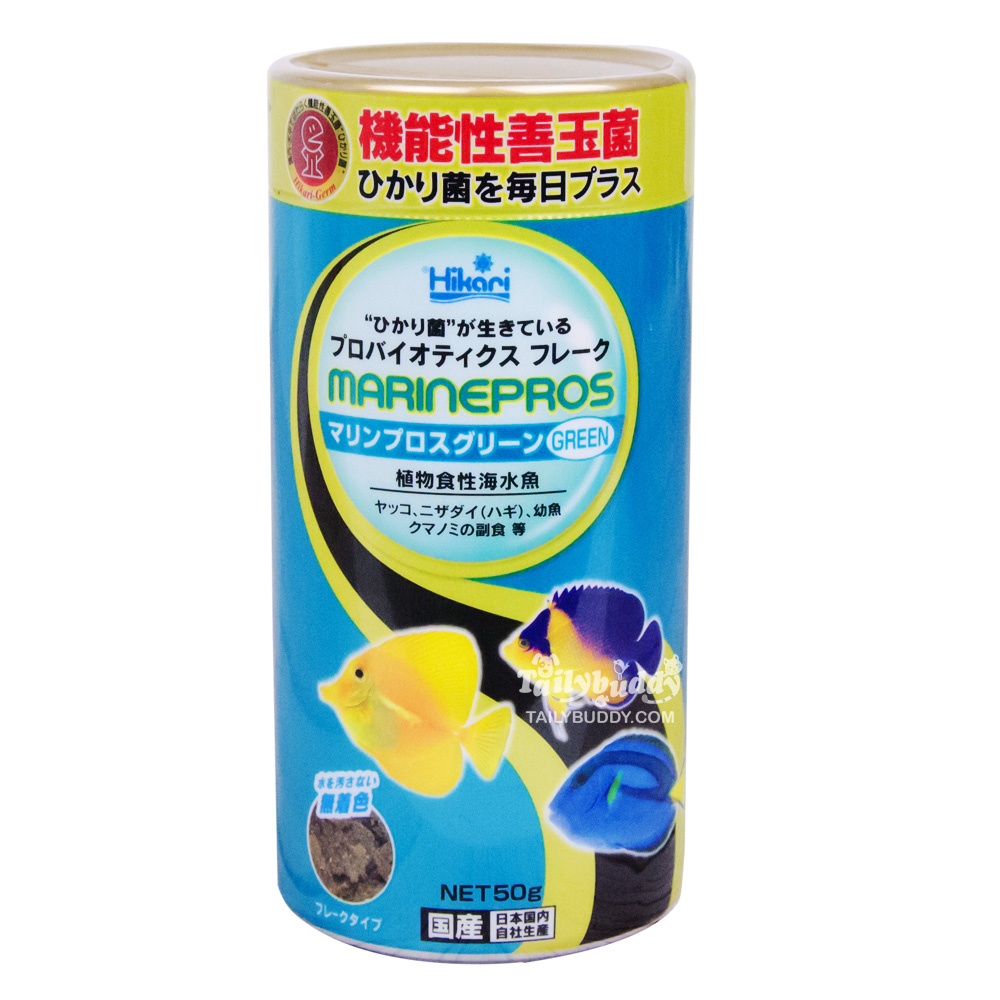 機能性善玉菌
ひかり菌を毎日プラス
Hikari-Germ
®Hikari
“ひかり菌”が生きている
プロバイオティクス フレーク
MARINEPROS
マリンプロスグリーン GREEN
植物食性海水魚
ヤッコ、ニザダイ(ハギ)、幼魚
クマノミの副食 等
Tailybuddy
TAILYBUDDY.COM
水を汚さない
無着色
フレークタイプ
NET50g
国産 日本国内
自社生産